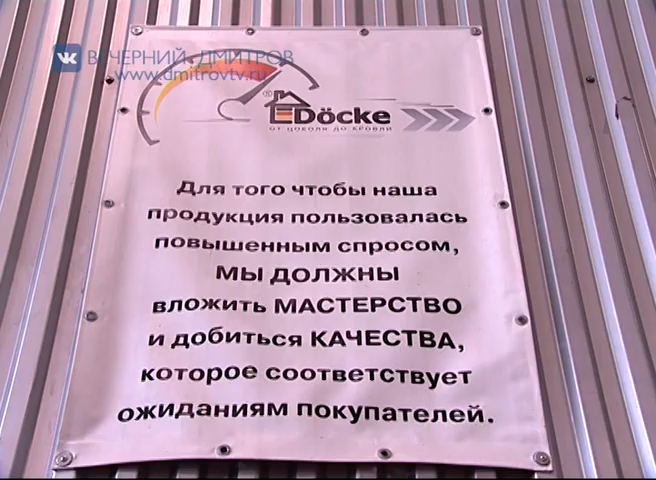 ВЕЧЕРНИЙ ДМИТРОВ
www.dmitrovtv.ru
Döcke
ОТ ЦОКОЛЯ ДО КРОВЛИ
Для того чтобы наша
продукция пользовалась
повышенным спросом,
МЫ ДОЛЖНЫ
вложить МАСТЕРСТВО
и добиться КАЧЕСТВА,
которое соответствует
ожиданиям покупателей.